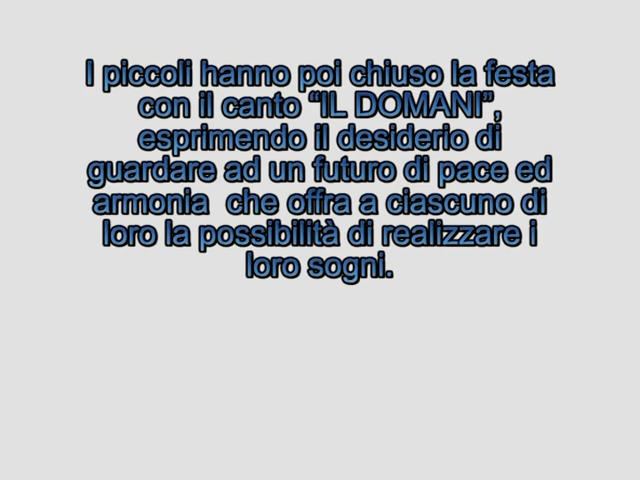 I piccoli hanno poi chiuso la festa
con il canto “IL DOMANI”,
esprimendo il desiderio di
guardare ad un futuro di pace ed
armonia  che offra a ciascuno di
loro la possibilità di realizzare i
loro sogni.